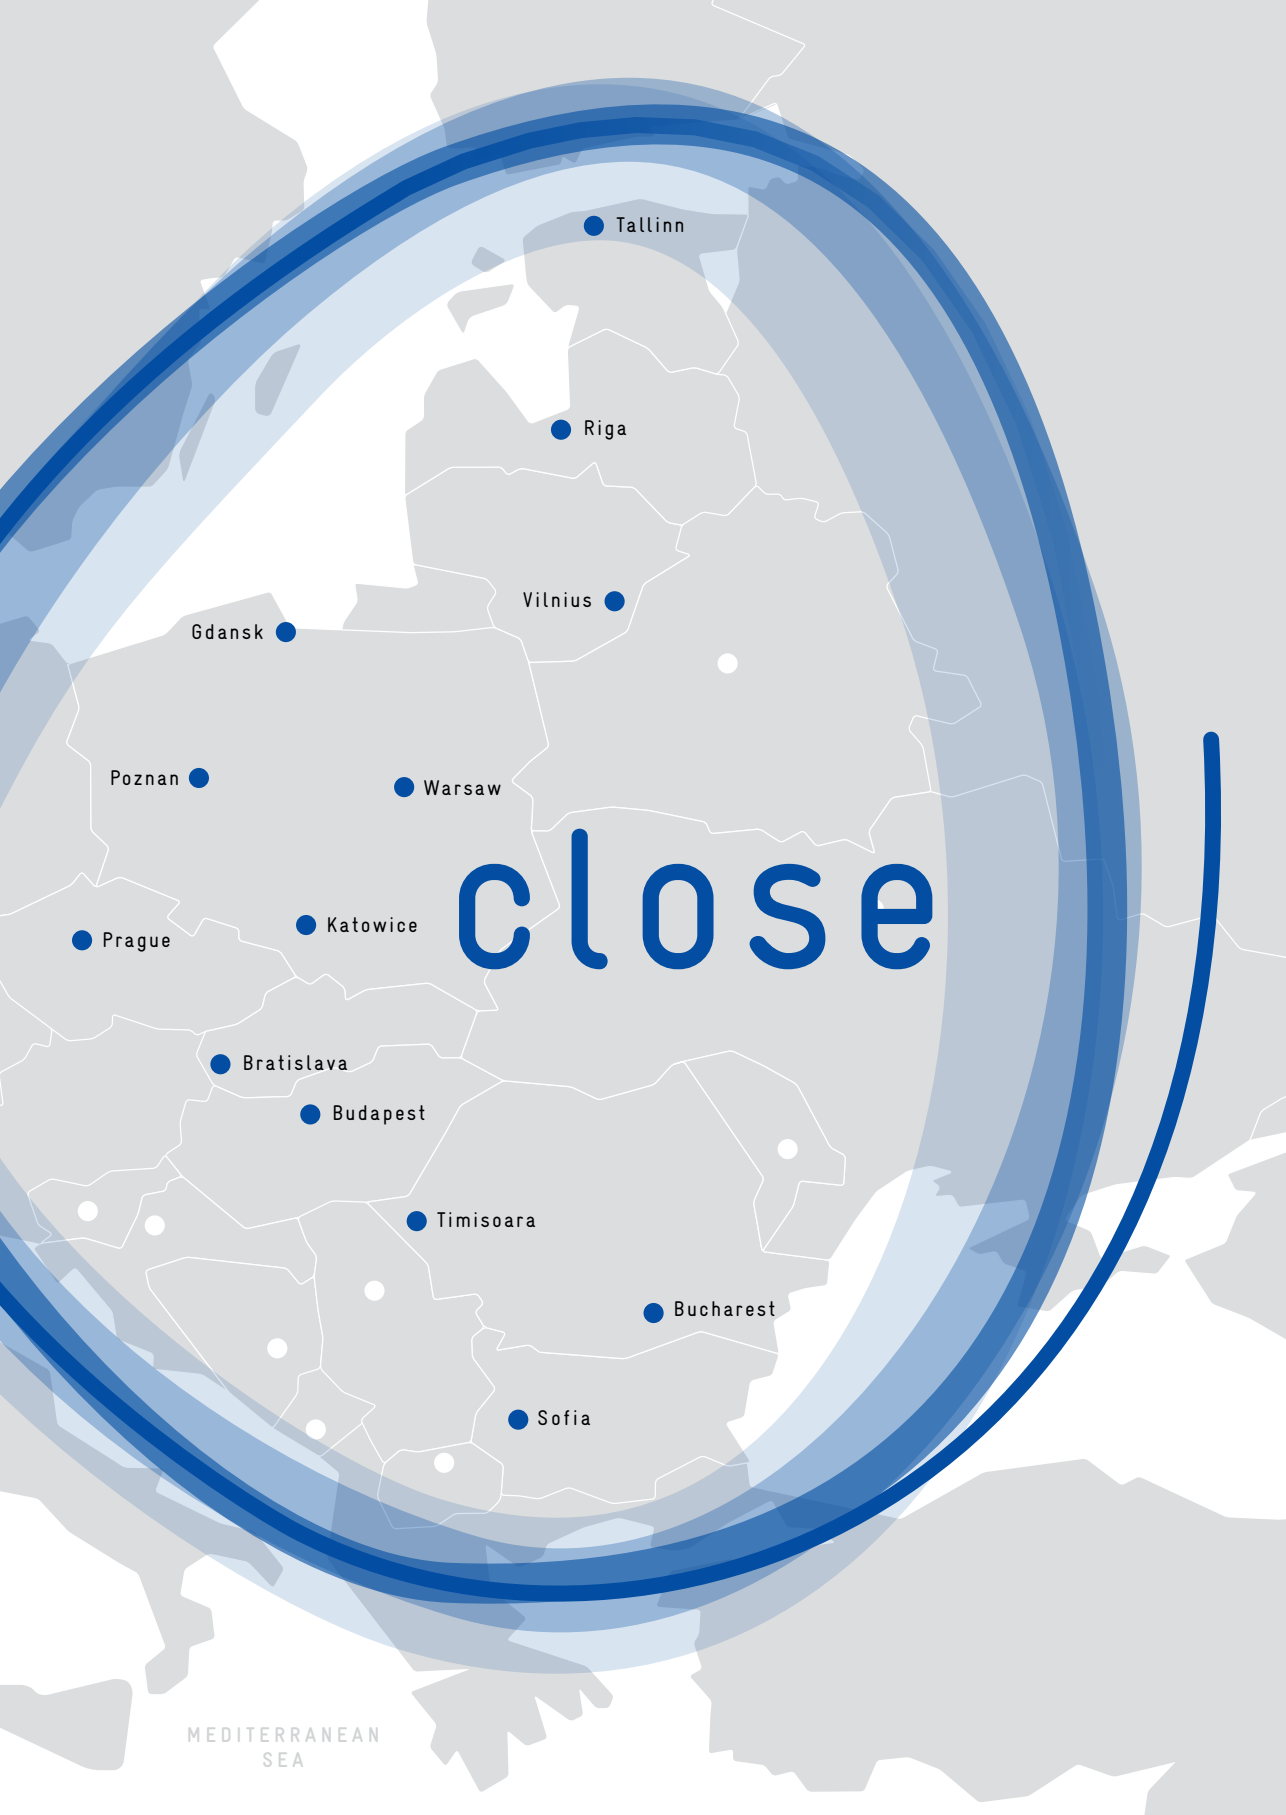 Tallinn
Riga
Vilnius
Gdansk
Poznan
Warsaw
close
Katowice
Prague
Bratislava
Budapest
Timisoara
Bucharest
Sofia
MEDITERRANEAN
SEA